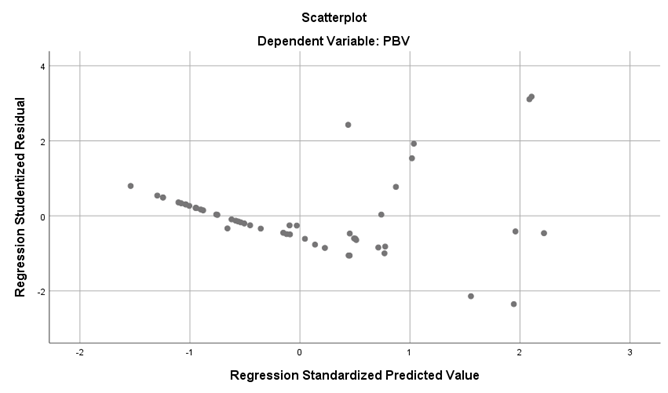 Scatterplot
Dependent Variable: PBV
Regression Studentized Residual
4
2
0
-2
-2
-1
0
1
2
3
Regression Standardized Predicted Value